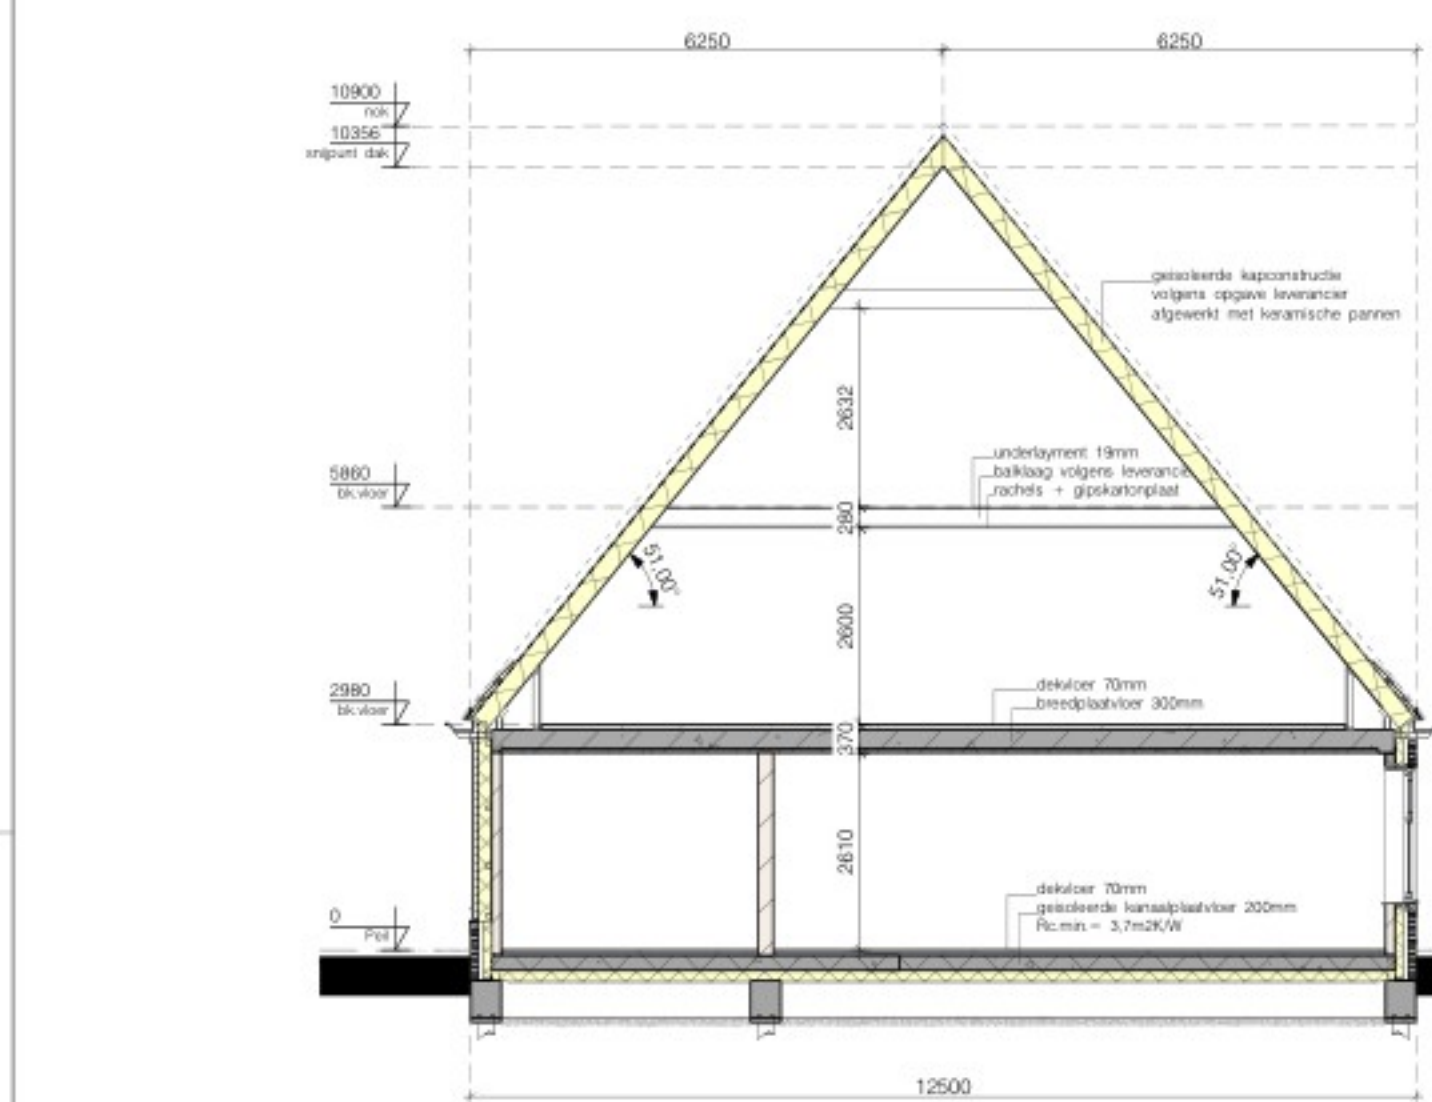 6250
6250
10900
nok
10356
snijpunt dak
geisoleerde kapconstructie
volgens opgave leverancier
afgewerkt met keramische pannen
2632
underlayment 19mm
balklaag volgens leverancier
rachels + gipskartonplaat
5860
bk.vloer
280
51.00°
51.00°
2600
dekvloer 70mm
breedplaatvloer 300mm
2980
bk.vloer
370
2610
dekvloer 70mm
geisoleerde kanaalplaatvloer 200mm
Rc.min.= 3,7m2K/W
0
Peil
12500